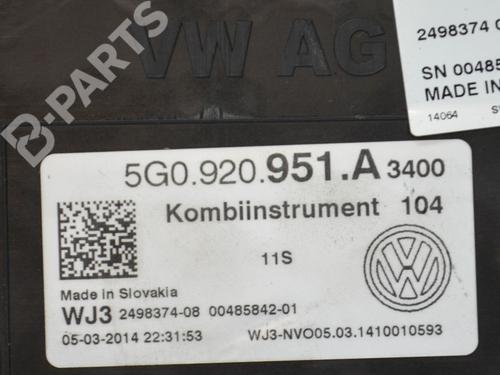 B-PARTS
VW AG
2498374 0
SN 00485
MADE IN
14064
5G0.920.951.A 3400
Kombiinstrument 104
11S
Made in Slovakia
WJ3 2498374-08 00485842-01
05-03-2014 22:31:53 WJ3-NVO05.03.1410010593